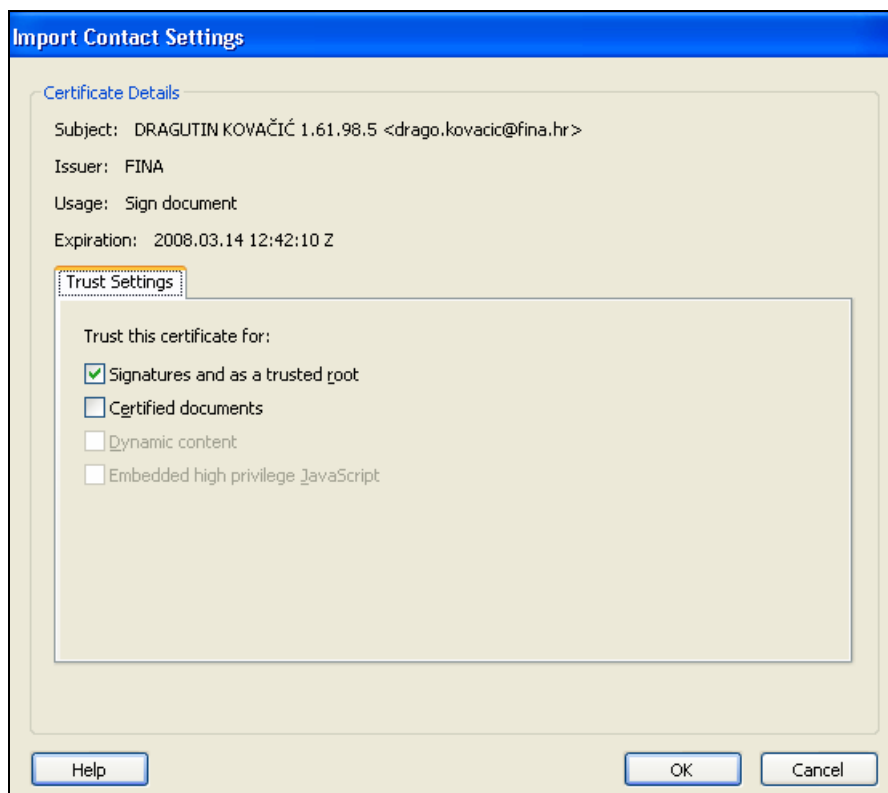 Import Contact Settings
Certificate Details
Subject: DRAGUTIN KOVAČIĆ 1.61.98.5 <drago.kovacic@fina.hr>
Issuer: FINA
Usage: Sign document
Expiration: 2008.03.14 12:42:10 Z
Trust Settings
Trust this certificate for:
Signatures and as a trusted root
Certified documents
Dynamic content
Embedded high privilege JavaScript
Help OK Cancel